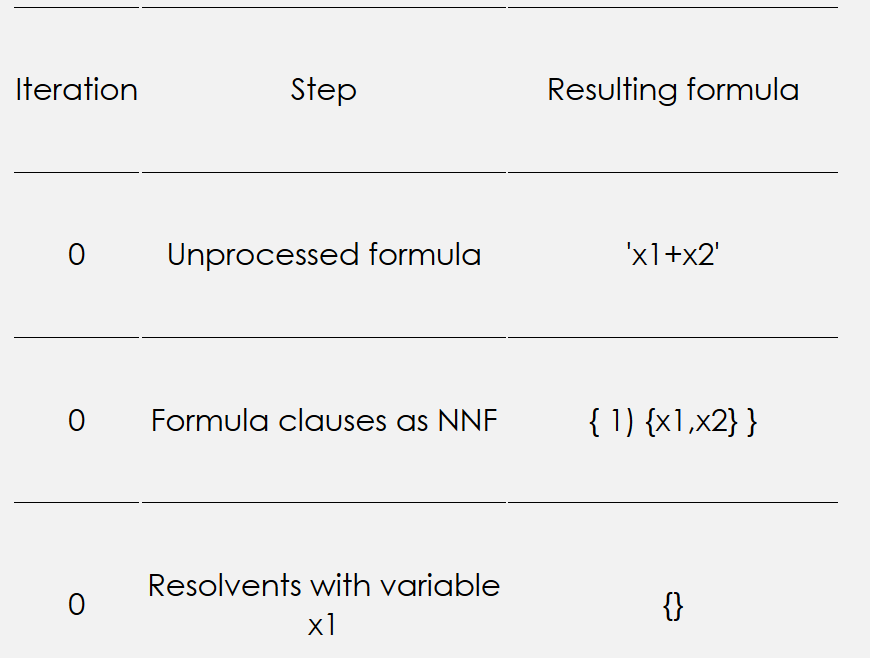 Iteration Step Resulting formula
0 Unprocessed formula 'x1+x2'
0 Formula clauses as NNF { 1) {x1,x2} }
0 Resolvents with variable {}
x1